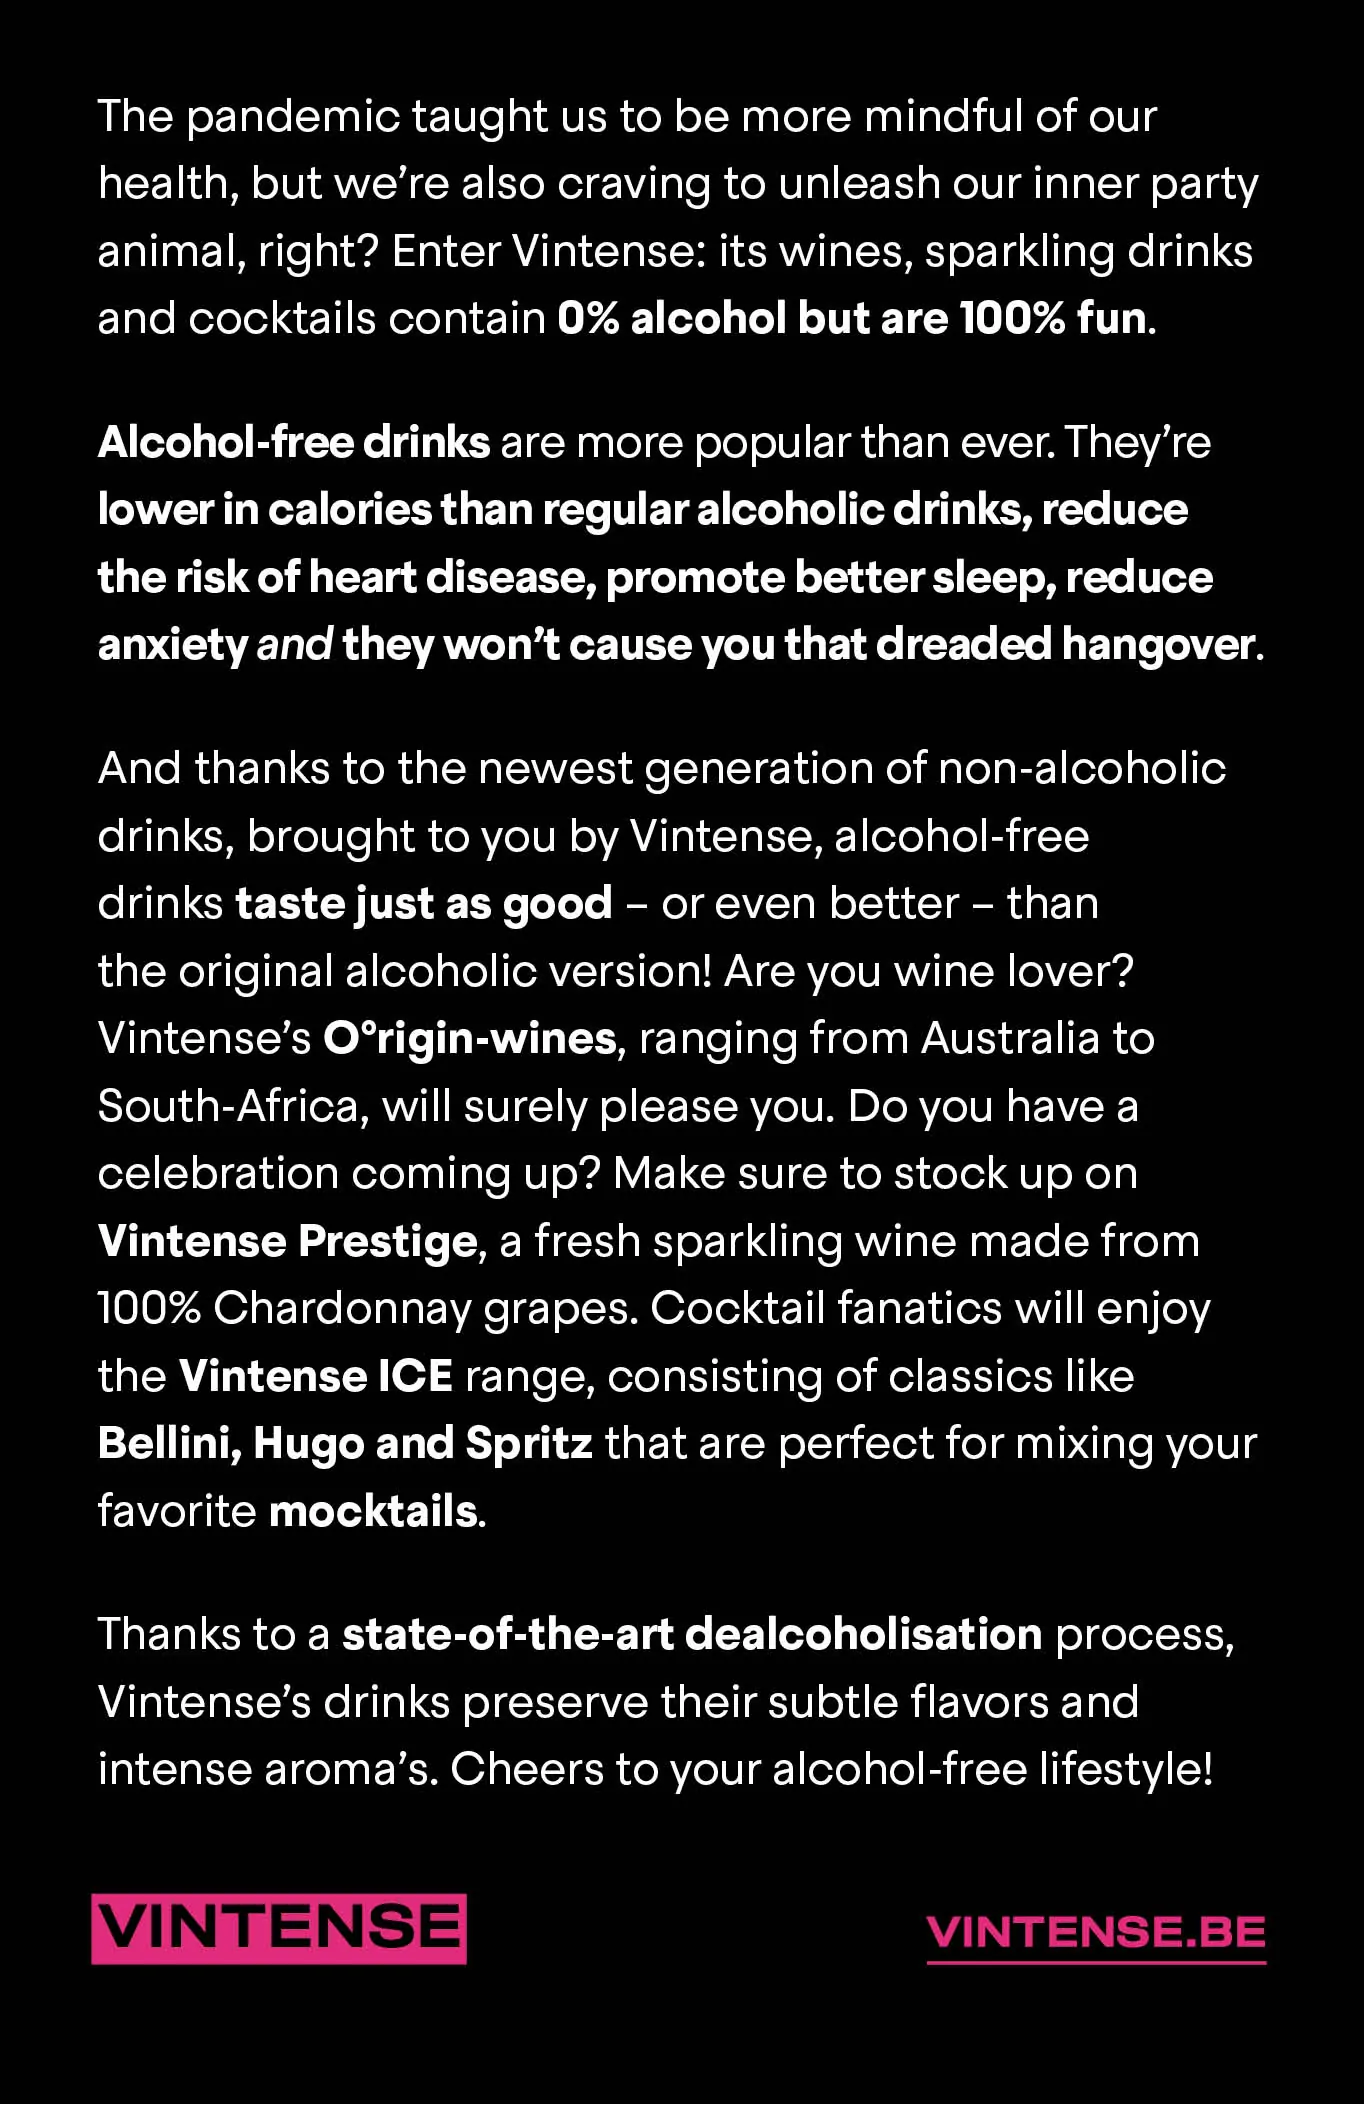 The pandemic taught us to be more mindful of our
health, but we’re also craving to unleash our inner party
animal, right? Enter Vintense: its wines, sparkling drinks
and cocktails contain 0% alcohol but are 100% fun.
Alcohol-free drinks are more popular than ever. They’re
lower in calories than regular alcoholic drinks, reduce
the risk of heart disease, promote better sleep, reduce
anxiety and they won’t cause you that dreaded hangover.
And thanks to the newest generation of non-alcoholic
drinks, brought to you by Vintense, alcohol-free
drinks taste just as good – or even better – than
the original alcoholic version! Are you wine lover?
Vintense’s O°rigin-wines, ranging from Australia to
South-Africa, will surely please you. Do you have a
celebration coming up? Make sure to stock up on
Vintense Prestige, a fresh sparkling wine made from
100% Chardonnay grapes. Cocktail fanatics will enjoy
the Vintense ICE range, consisting of classics like
Bellini, Hugo and Spritz that are perfect for mixing your
favorite mocktails.
Thanks to a state-of-the-art dealcoholisation process,
Vintense’s drinks preserve their subtle flavors and
intense aroma’s. Cheers to your alcohol-free lifestyle!
VINTENSE
VINTENSE.BE